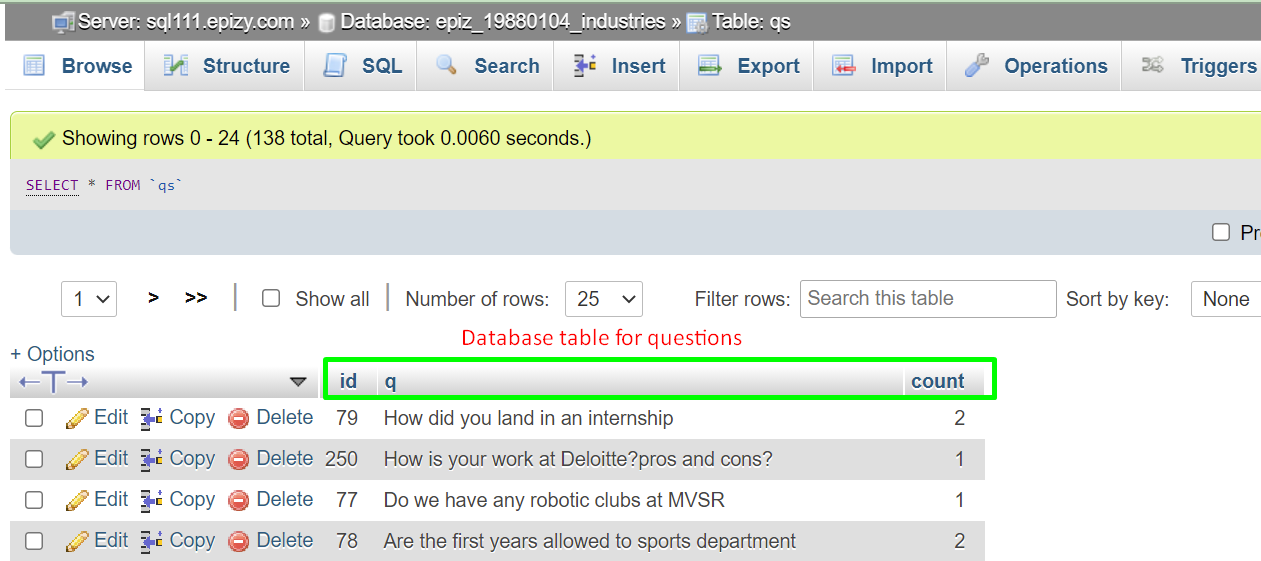 Server: sql111.epizy.com » Database: epiz_19880104_industries » Table: qs
Browse Structure SQL Search Insert Export Import Operations Triggers
Showing rows 0 - 24 (138 total, Query took 0.0060 seconds.)
SELECT * FROM `qs`
Pr
1 > >> | Show all | Number of rows: 25 Filter rows: Search this table Sort by key: None
Database table for questions
+ Options
←T→ id q count
Edit Copy Delete 79 How did you land in an internship 2
Edit Copy Delete 250 How is your work at Deloitte?pros and cons? 1
Edit Copy Delete 77 Do we have any robotic clubs at MVSR 1
Edit Copy Delete 78 Are the first years allowed to sports department 2